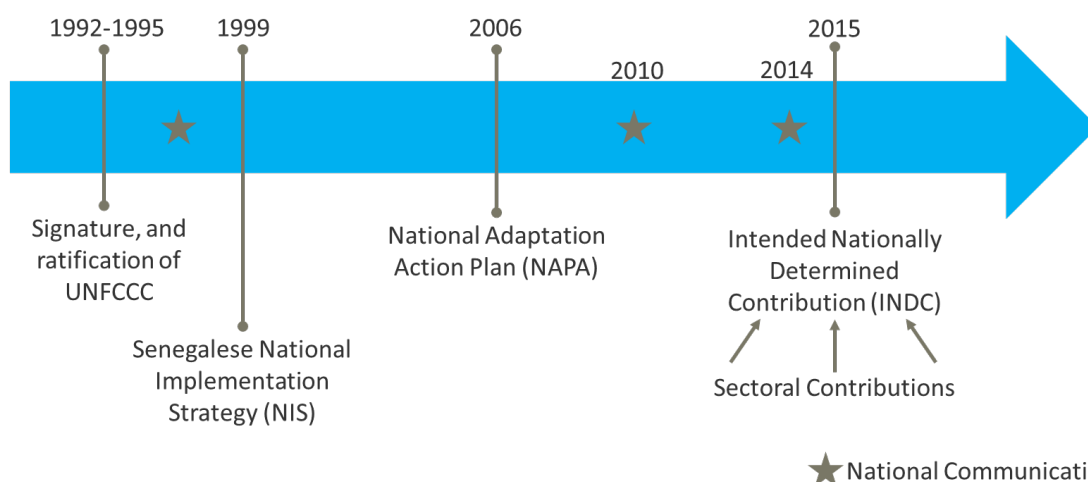 1992-1995
1999
2006
2010
2014
2015
Signature, and
ratification of
UNFCCC
Senegalese National
Implementation
Strategy (NIS)
National Adaptation
Action Plan (NAPA)
Intended Nationally
Determined
Contribution (INDC)
Sectoral Contributions
National Communicati